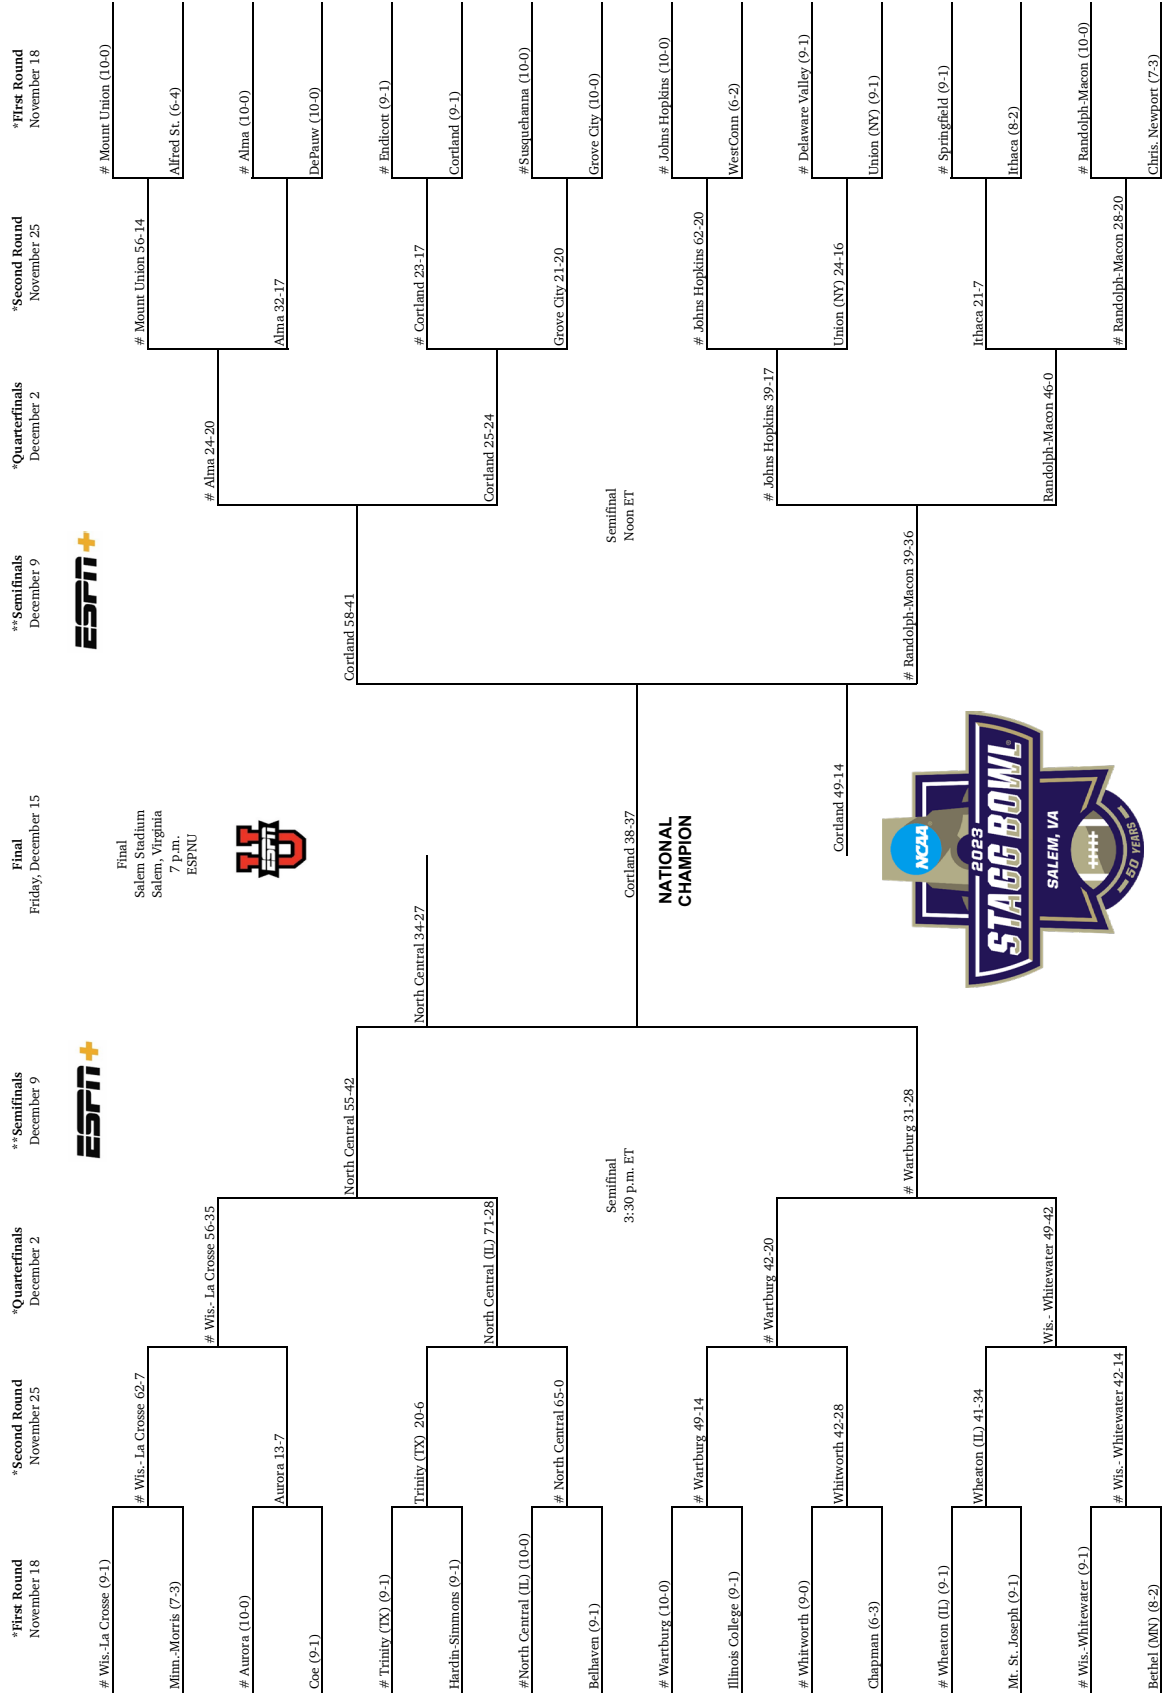 *First Round
November 18
*Second Round
November 25
*Quarterfinals
December 2
**Semifinals
December 9
Final
Friday, December 15
**Semifinals
December 9
*Quarterfinals
December 2
*Second Round
November 25
*First Round
November 18
# Wis.-La Crosse (9-1)
Minn.-Morris (7-3)
# Aurora (10-0)
Coe (9-1)
# Trinity (TX) (9-1)
Hardin-Simmons (9-1)
#North Central (IL) (10-0)
Belhaven (9-1)
# Wartburg (10-0)
Illinois College (9-1)
# Whitworth (9-0)
Chapman (6-3)
# Wheaton (IL) (9-1)
Mt. St. Joseph (9-1)
# Wis.-Whitewater (9-1)
Bethel (MN) (8-2)
# Wis.- La Crosse 62-7
Aurora 13-7
Trinity (TX) 20-6
# North Central 65-0
# Wartburg 49-14
Whitworth 42-28
Wheaton (IL) 41-34
# Wis.- Whitewater 42-14
# Wis.- La Crosse 56-35
North Central (IL) 71-28
# Wartburg 42-20
Wis.- Whitewater 49-42
ESPN+
North Central 55-42
Semifinal
3:30 p.m. ET
# Wartburg 31-28
North Central 34-27
Final
Salem Stadium
Salem, Virginia
7 p.m.
ESPNU
ESPN
U
Cortland 38-37
NATIONAL
CHAMPION
Cortland 49-14
NCAA
2023
STAGG BOWL
SALEM, VA
50 YEARS
ESPN+
Cortland 58-41
Semifinal
Noon ET
# Randolph-Macon 39-36
# Alma 24-20
Cortland 25-24
# Johns Hopkins 39-17
Randolph-Macon 46-0
# Mount Union 56-14
Alma 32-17
# Cortland 23-17
Grove City 21-20
# Johns Hopkins 62-20
Union (NY) 24-16
Ithaca 21-7
# Randolph-Macon 28-20
# Mount Union (10-0)
Alfred St. (6-4)
# Alma (10-0)
DePauw (10-0)
# Endicott (9-1)
Cortland (9-1)
#Susquehanna (10-0)
Grove City (10-0)
# Johns Hopkins (10-0)
WestConn (6-2)
# Delaware Valley (9-1)
Union (NY) (9-1)
# Springfield (9-1)
Ithaca (8-2)
# Randolph-Macon (10-0)
Chris. Newport (7-3)